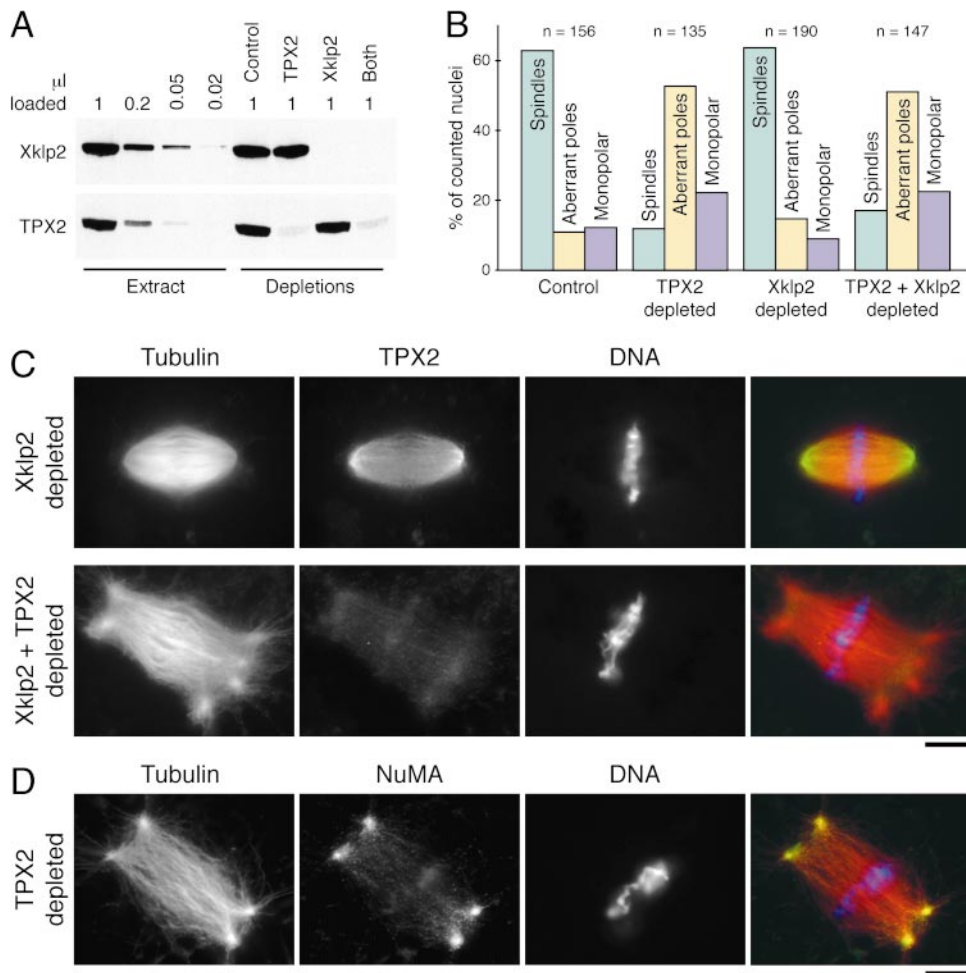 A
µl
loaded
1 0.2 0.05 0.02
Control TPX2 Xklp2 Both
1 1 1 1
Xklp2
TPX2
Extract
Depletions
B
% of counted nuclei
60
40
20
0
n = 156
n = 135
n = 190
n = 147
Spindles
Aberrant poles
Monopolar
Spindles
Aberrant poles
Monopolar
Spindles
Aberrant poles
Monopolar
Spindles
Aberrant poles
Monopolar
Control
TPX2
depleted
Xklp2
depleted
TPX2 + Xklp2
depleted
C
Tubulin
TPX2
DNA
Xklp2
depleted
Xklp2 + TPX2
depleted
D
Tubulin
NuMA
DNA
TPX2
depleted